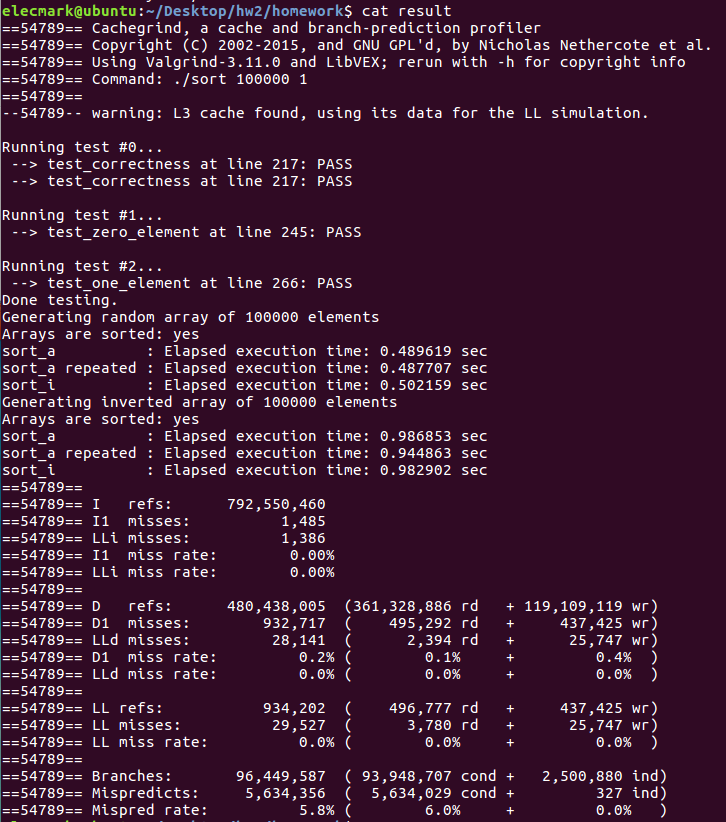 elecmark@ubuntu:~/Desktop/hw2/homework$ cat result
==54789== Cachegrind, a cache and branch-prediction profiler
==54789== Copyright (C) 2002-2015, and GNU GPL'd, by Nicholas Nethercote et al.
==54789== Using Valgrind-3.11.0 and LibVEX; rerun with -h for copyright info
==54789== Command: ./sort 100000 1
==54789==
--54789-- warning: L3 cache found, using its data for the LL simulation.
Running test #0...
 --> test_correctness at line 217: PASS
 --> test_correctness at line 217: PASS
Running test #1...
 --> test_zero_element at line 245: PASS
Running test #2...
 --> test_one_element at line 266: PASS
Done testing.
Generating random array of 100000 elements
Arrays are sorted: yes
sort_a          : Elapsed execution time: 0.489619 sec
sort_a repeated : Elapsed execution time: 0.487707 sec
sort_i          : Elapsed execution time: 0.502159 sec
Generating inverted array of 100000 elements
Arrays are sorted: yes
sort_a          : Elapsed execution time: 0.986853 sec
sort_a repeated : Elapsed execution time: 0.944863 sec
sort_i          : Elapsed execution time: 0.982902 sec
==54789==
==54789== I   refs:      792,550,460
==54789== I1  misses:          1,485
==54789== LLi misses:          1,386
==54789== I1  miss rate:        0.00%
==54789== LLi miss rate:        0.00%
==54789==
==54789== D   refs:      480,438,005  (361,328,886 rd   + 119,109,119 wr)
==54789== D1  misses:        932,717  (    495,292 rd   +     437,425 wr)
==54789== LLd misses:         28,141  (      2,394 rd   +      25,747 wr)
==54789== D1  miss rate:         0.2% (        0.1%     +         0.4%  )
==54789== LLd miss rate:         0.0% (        0.0%     +         0.0%  )
==54789==
==54789== LL refs:           934,202  (    496,777 rd   +     437,425 wr)
==54789== LL misses:          29,527  (      3,780 rd   +      25,747 wr)
==54789== LL miss rate:          0.0% (        0.0%     +         0.0%  )
==54789==
==54789== Branches:       96,449,587  ( 93,948,707 cond +   2,500,880 ind)
==54789== Mispredicts:     5,634,356  (  5,634,029 cond +         327 ind)
==54789== Mispred rate:          5.8% (        6.0%     +         0.0%   )